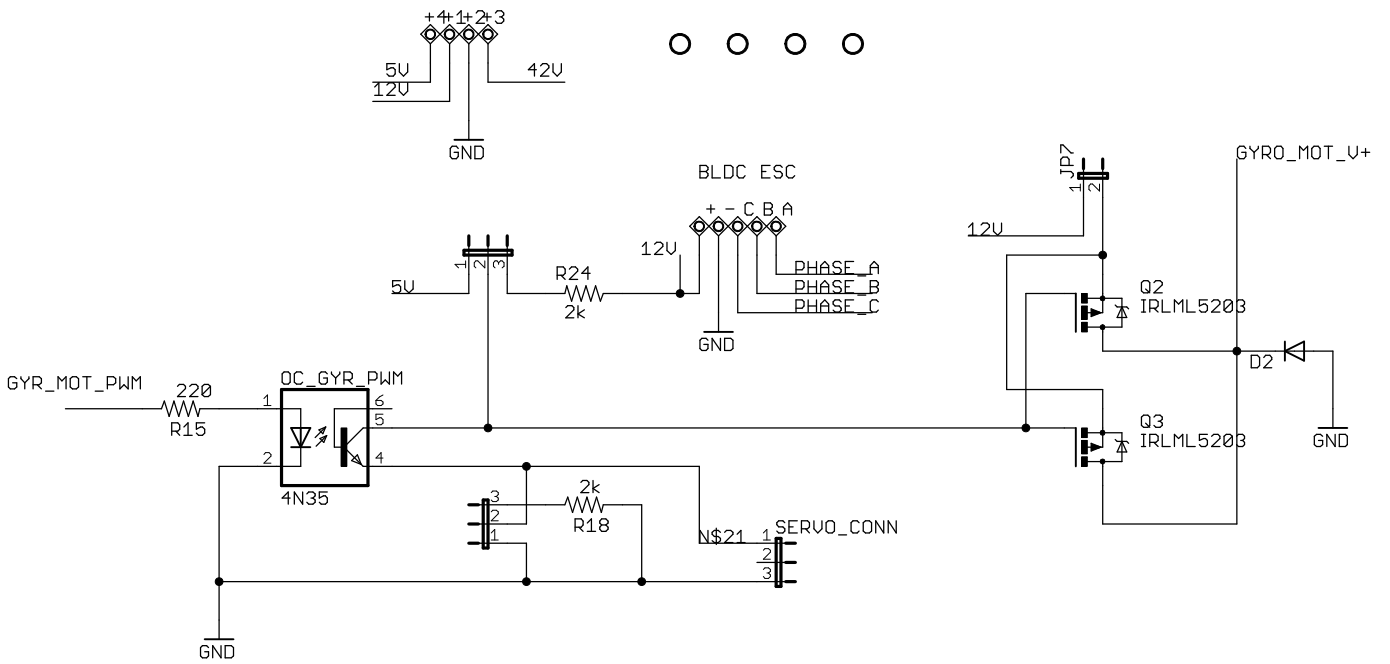 +4+1+2+3
5V
42V
12V
GND
BLDC ESC
+ - C B A
12V
PHASE_A
PHASE_B
PHASE_C
GND
1 2 3
5V
R24
2k
JP7
1 2
12V
GYRO_MOT_V+
Q2
IRLML5203
D2
GND
Q3
IRLML5203
GYR_MOT_PWM
220
R15
OC_GYR_PWM
1
6
5
2
4
4N35
3
2
1
2k
R18
N$21
SERVO_CONN
1
2
3
GND